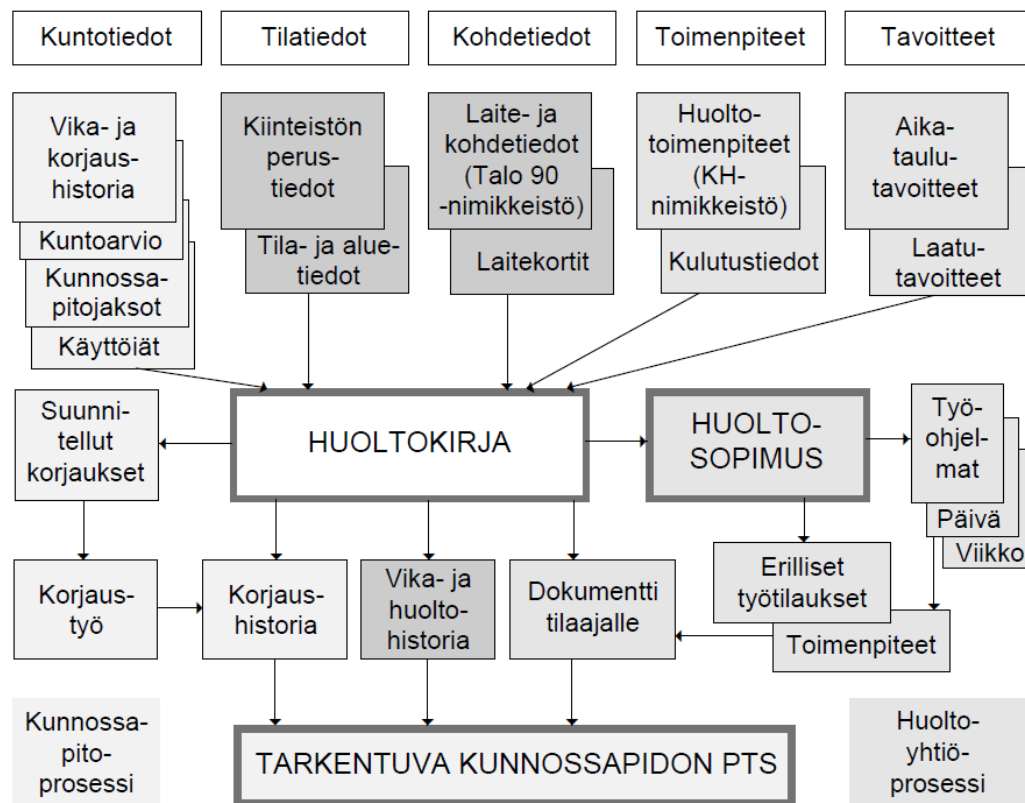 Kuntotiedot
Tilatiedot
Kohdetiedot
Toimenpiteet
Tavoitteet
Vika- ja
korjaus-
historia
Kuntoarvio
Kunnossa-
pitojaksot
Käyttöiät
Kiinteistön
perus-
tiedot
Tila- ja alue-
tiedot
Laite- ja
kohdetiedot
(Talo 90
-nimikkeistö)
Laitekortit
Huolto-
toimenpiteet
(KH-
nimikkeistö)
Kulutustiedot
Aika-
taulu-
tavoitteet
Laatu-
tavoitteet
Suunni-
tellut
korjaukset
HUOLTOKIRJA
HUOLTO-
SOPIMUS
Työ-
ohjel-
mat
Päivä
Viikko
Korjaus-
työ
Korjaus-
historia
Vika- ja
huolto-
historia
Dokumentti
tilaajalle
Erilliset
työtilaukset
Toimenpiteet
Kunnossa-
pito-
prosessi
TARKENTUVA KUNNOSSAPIDON PTS
Huolto-
yhtiö-
prosessi